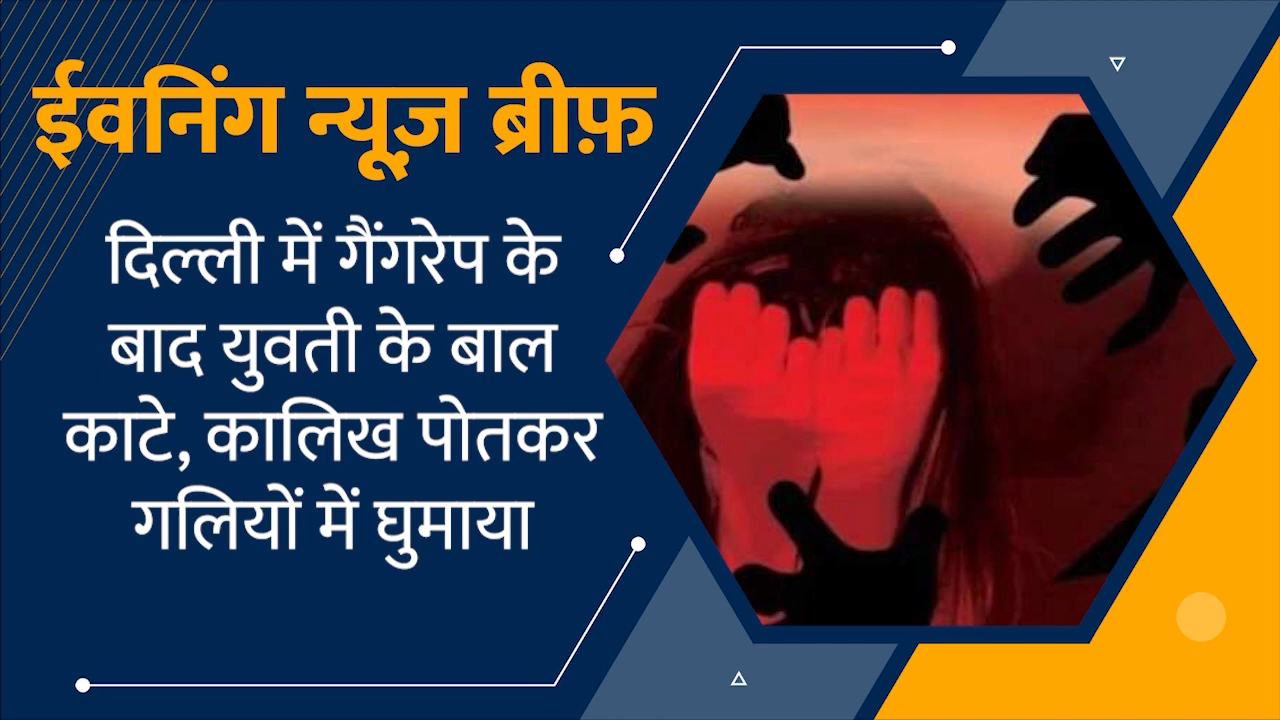 ईवनिंग न्यूज़ ब्रीफ़
दिल्ली में गैंगरेप के
बाद युवती के बाल
काटे, कालिख पोतकर
गलियों में घुमाया